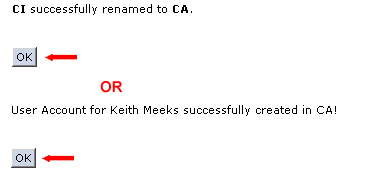 CI successfully renamed to CA.
OK
OR
User Account for Keith Meeks successfully created in CA!
OK